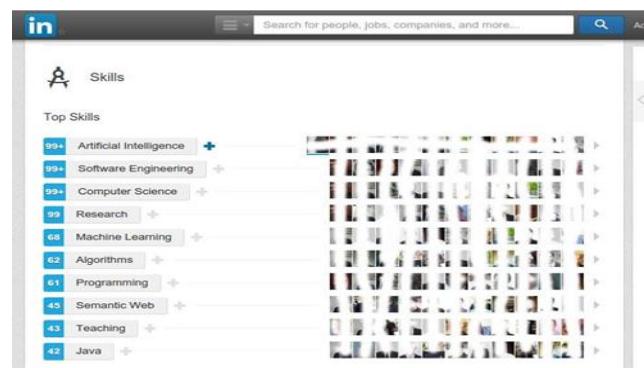 in Search for people, jobs, companies, and more...
Skills
Top Skills
99+ Artificial Intelligence +
99+ Software Engineering +
99+ Computer Science +
99 Research +
68 Machine Learning +
62 Algorithms +
61 Programming +
45 Semantic Web +
43 Teaching +
42 Java +